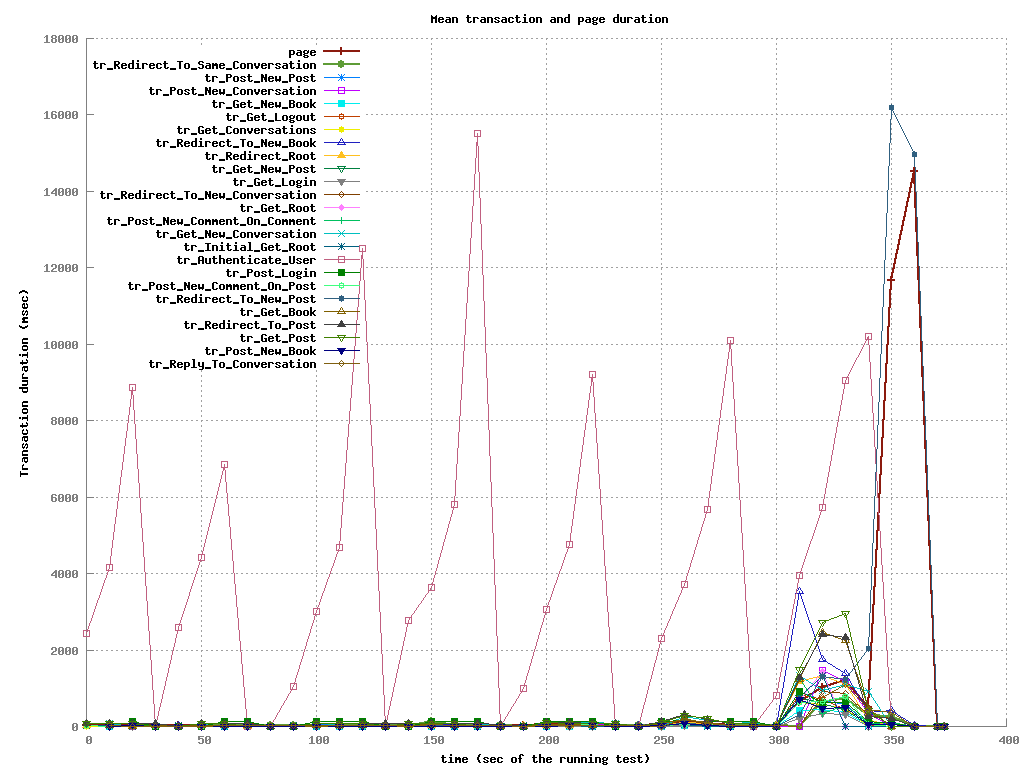 Mean transaction and page duration
18000
16000
14000
12000
10000
8000
6000
4000
2000
0
Transaction duration (msec)
page
tr_Redirect_To_Same_Conversation
tr_Post_New_Post
tr_Post_New_Conversation
tr_Get_New_Book
tr_Get_Logout
tr_Get_Conversations
tr_Redirect_To_New_Book
tr_Redirect_Root
tr_Get_New_Post
tr_Get_Login
tr_Redirect_To_New_Conversation
tr_Get_Root
tr_Post_New_Comment_On_Comment
tr_Get_New_Conversation
tr_Initial_Get_Root
tr_Authenticate_User
tr_Post_Login
tr_Post_New_Comment_On_Post
tr_Redirect_To_New_Post
tr_Get_Book
tr_Redirect_To_Post
tr_Get_Post
tr_Post_New_Book
tr_Reply_To_Conversation
0 50 100 150 200 250 300 350 400
time (sec of the running test)